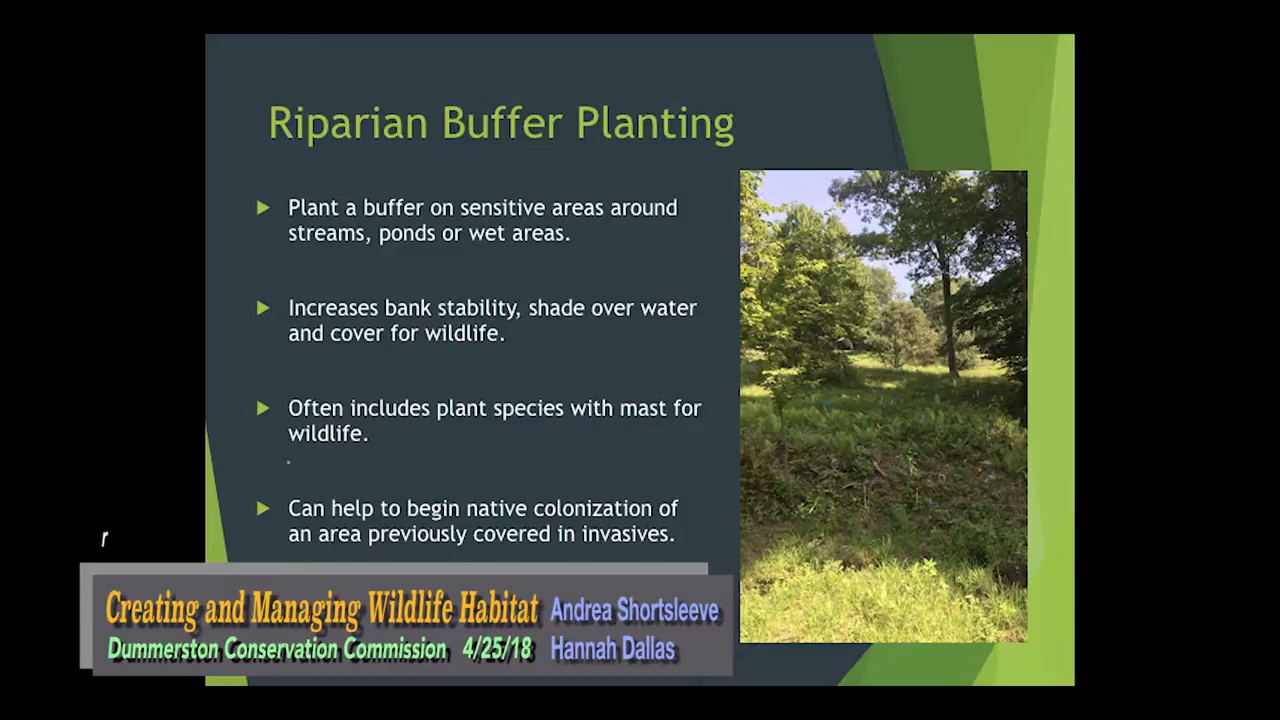 Riparian Buffer Planting
Plant a buffer on sensitive areas around
streams, ponds or wet areas.
Increases bank stability, shade over water
and cover for wildlife.
Often includes plant species with mast for
wildlife.
.
Can help to begin native colonization of
an area previously covered in invasives.
r
Creating and Managing Wildlife Habitat Andrea Shortsleeve
Dummerston Conservation Commission 4/25/18 Hannah Dallas